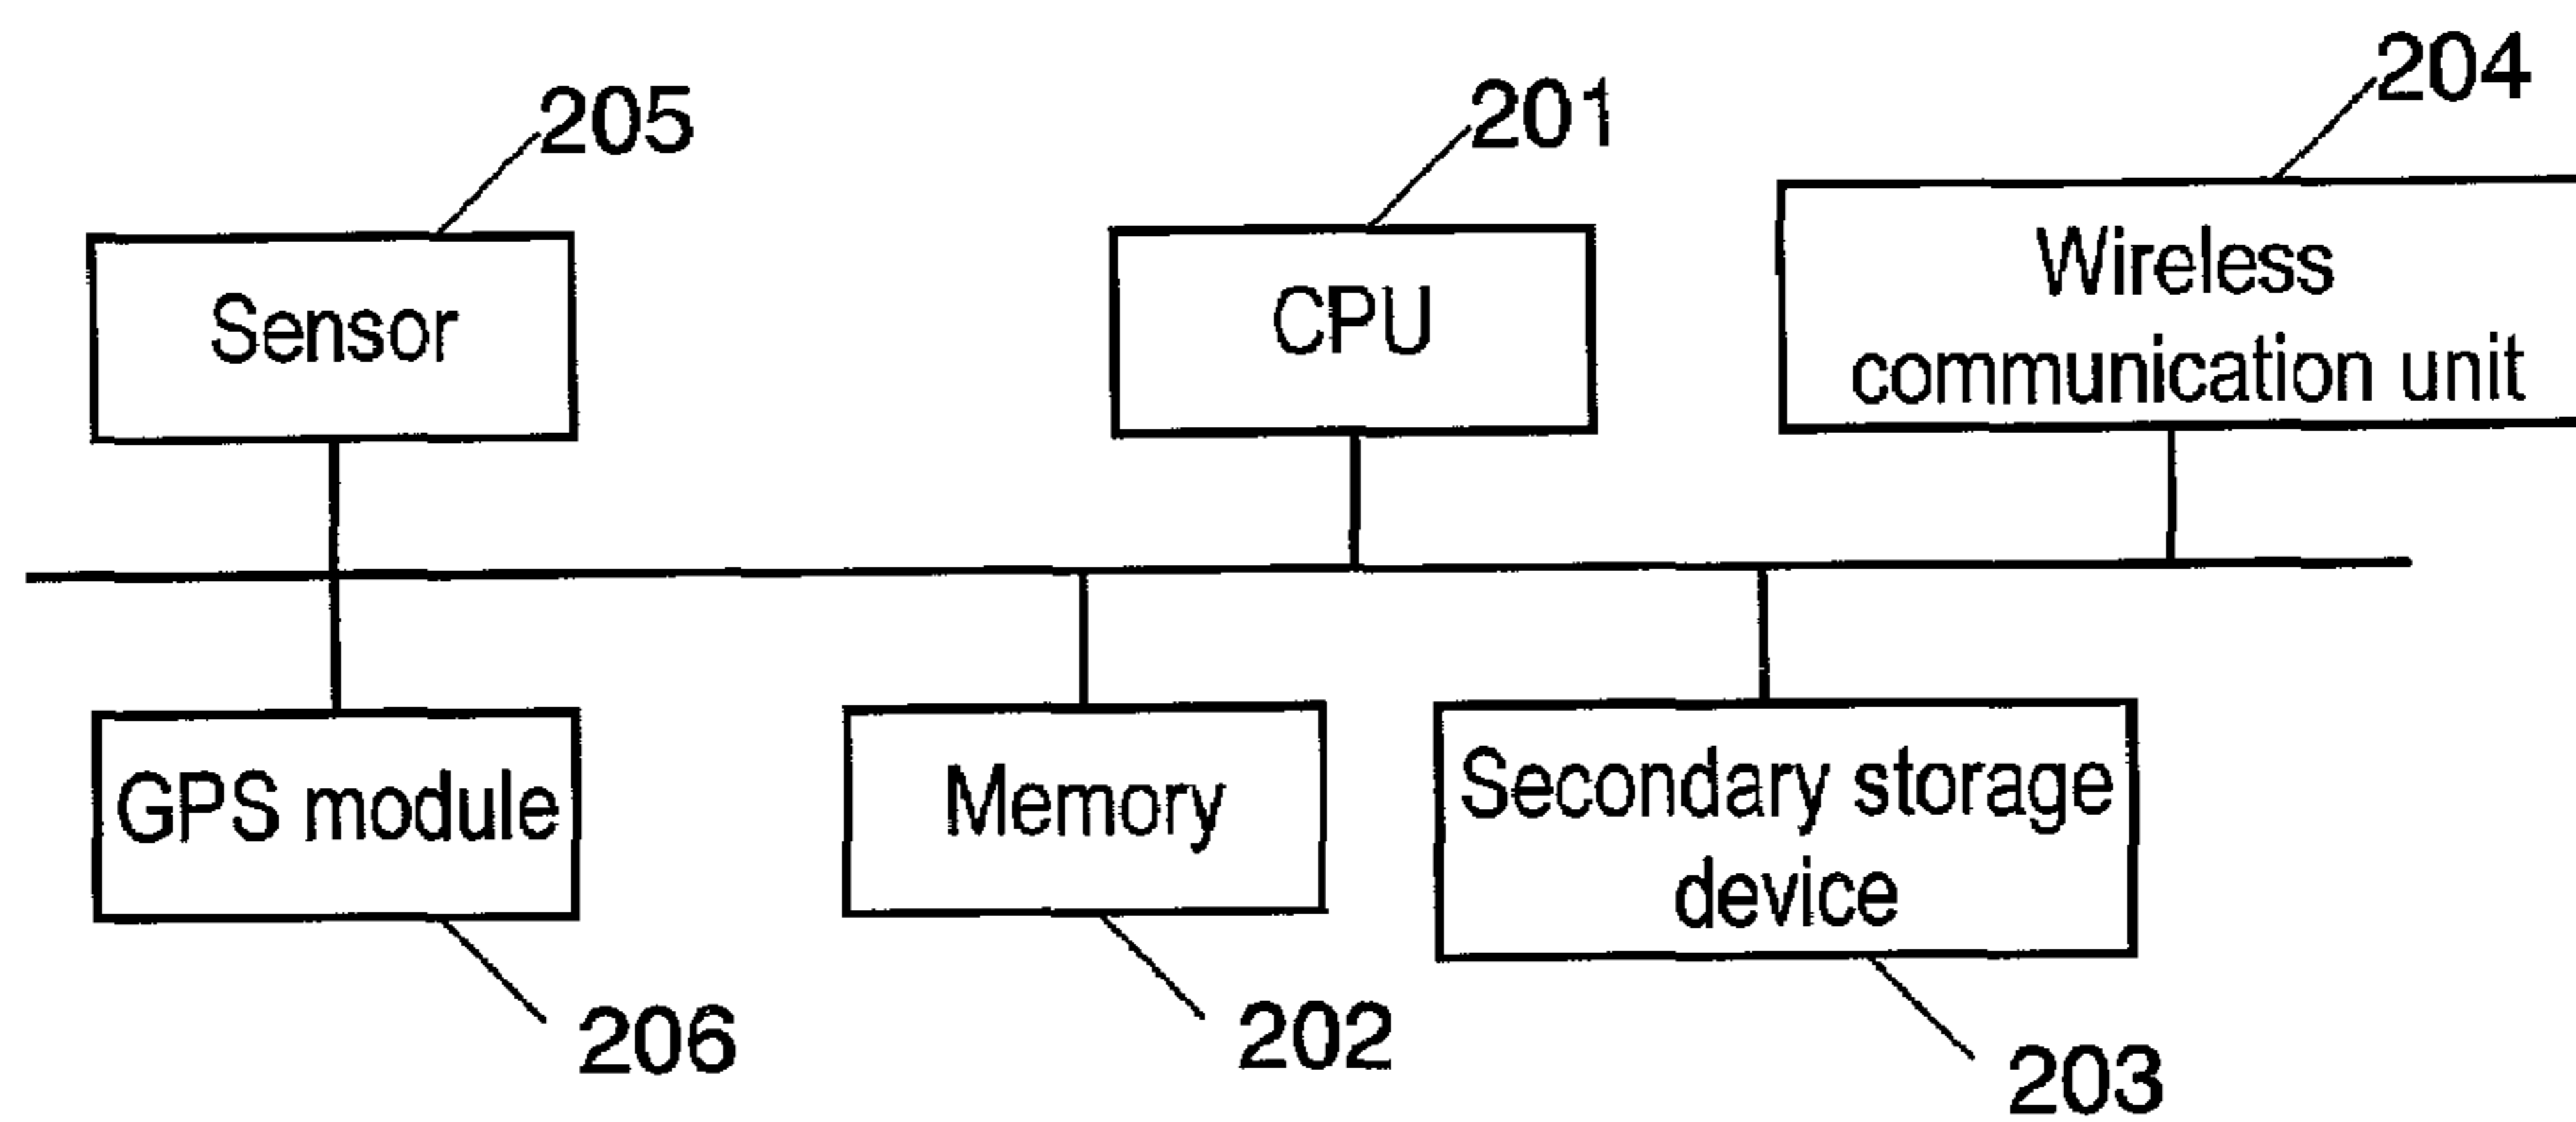 205
201
204
Sensor
CPU
Wireless
communication unit
GPS module
Memory
Secondary storage
device
206
202
203